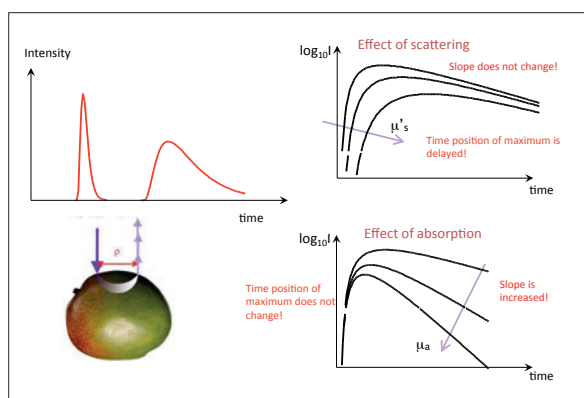 Intensity
time
ρ
log₁₀I
Effect of scattering
Slope does not change!
μ's
Time position of maximum is
delayed!
time
log₁₀I
Effect of absorption
Time position of
maximum does not
change!
Slope is
increased!
μa
time